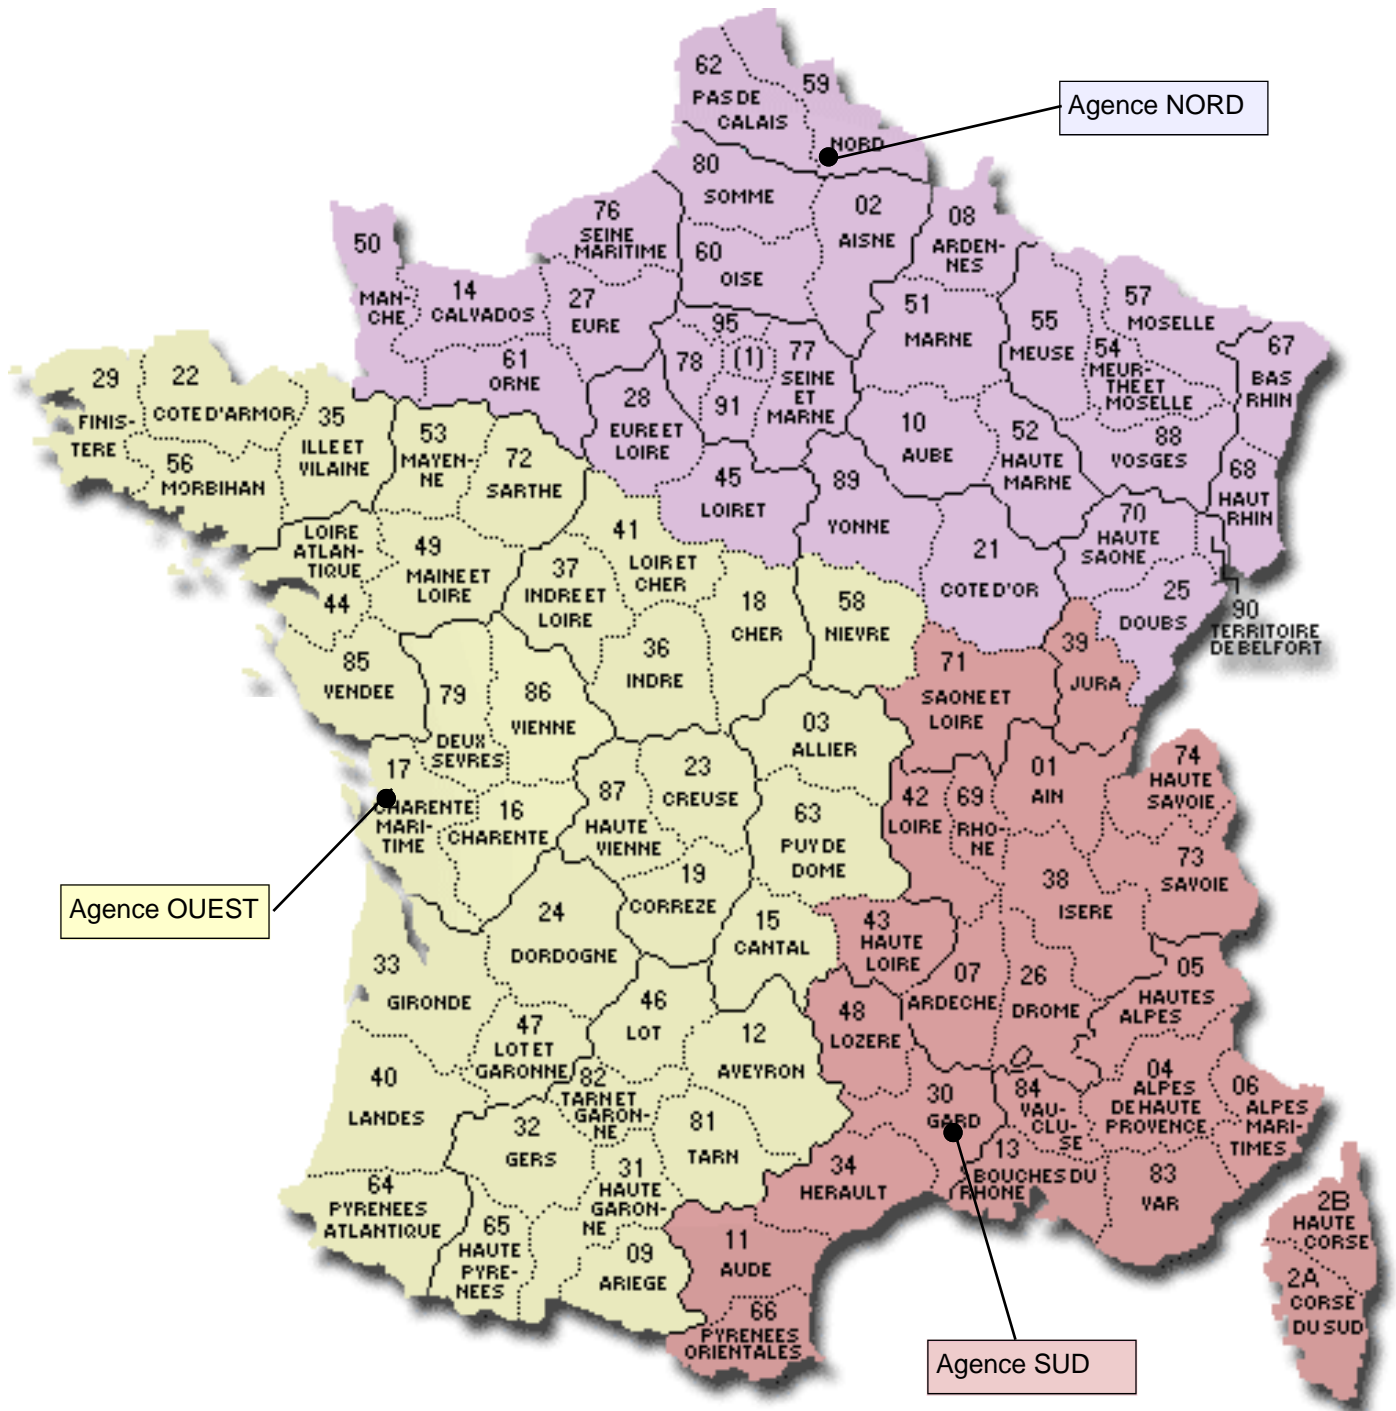 62
PAS DE
CALAIS
59
NORD
Agence NORD
80
SOMME
02
AISNE
08
ARDEN-
NES
76
SEINE
MARITIME
60
OISE
50
MAN-
CHE
14
CALVADOS
27
EURE
61
ORNE
95
78
(1)
91
77
SEINE
ET
MARNE
51
MARNE
55
MEUSE
54
MEUR-
THE ET
MOSELLE
57
MOSELLE
67
BAS
RHIN
28
EURE ET
LOIRE
10
AUBE
52
HAUTE
MARNE
88
VOSGES
68
HAUT
RHIN
29
FINIS-
TERE
22
COTE D'ARMOR
35
ILLE ET
VILAINE
56
MORBIHAN
53
MAYEN-
NE
72
SARTHE
45
LOIRET
89
YONNE
21
COTE D'OR
70
HAUTE
SAONE
25
DOUBS
90
TERRITOIRE
DE BELFORT
LOIRE
ATLAN-
TIQUE
44
49
MAINE ET
LOIRE
37
INDRE ET
LOIRE
41
LOIR ET
CHER
18
CHER
58
NIEVRE
36
INDRE
85
VENDEE
79
DEUX
SEVRES
86
VIENNE
71
SAONE ET
LOIRE
39
JURA
03
ALLIER
17
CHARENTE
MARI-
TIME
16
CHARENTE
87
HAUTE
VIENNE
23
CREUSE
63
PUY DE
DOME
42
LOIRE
69
RHO-
NE
01
AIN
74
HAUTE
SAVOIE
73
SAVOIE
38
ISERE
Agence OUEST
19
CORREZE
24
DORDOGNE
15
CANTAL
43
HAUTE
LOIRE
07
ARDECHE
26
DROME
05
HAUTES
ALPES
33
GIRONDE
47
LOT ET
GARONNE
46
LOT
12
AVEYRON
48
LOZERE
40
LANDES
82
TARN ET
GARON-
NE
81
TARN
30
GARD
84
VAU-
CLU-
SE
04
ALPES
DE HAUTE
PROVENCE
06
ALPES
MARI-
TIMES
32
GERS
31
HAUTE
GARON-
NE
34
HERAULT
13
BOUCHES DU
RHONE
83
VAR
64
PYRENEES
ATLANTIQUE
65
HAUTE
PYRE-
NEES
09
ARIEGE
11
AUDE
66
PYRENEES
ORIENTALES
2B
HAUTE
CORSE
2A
CORSE
DU SUD
Agence SUD